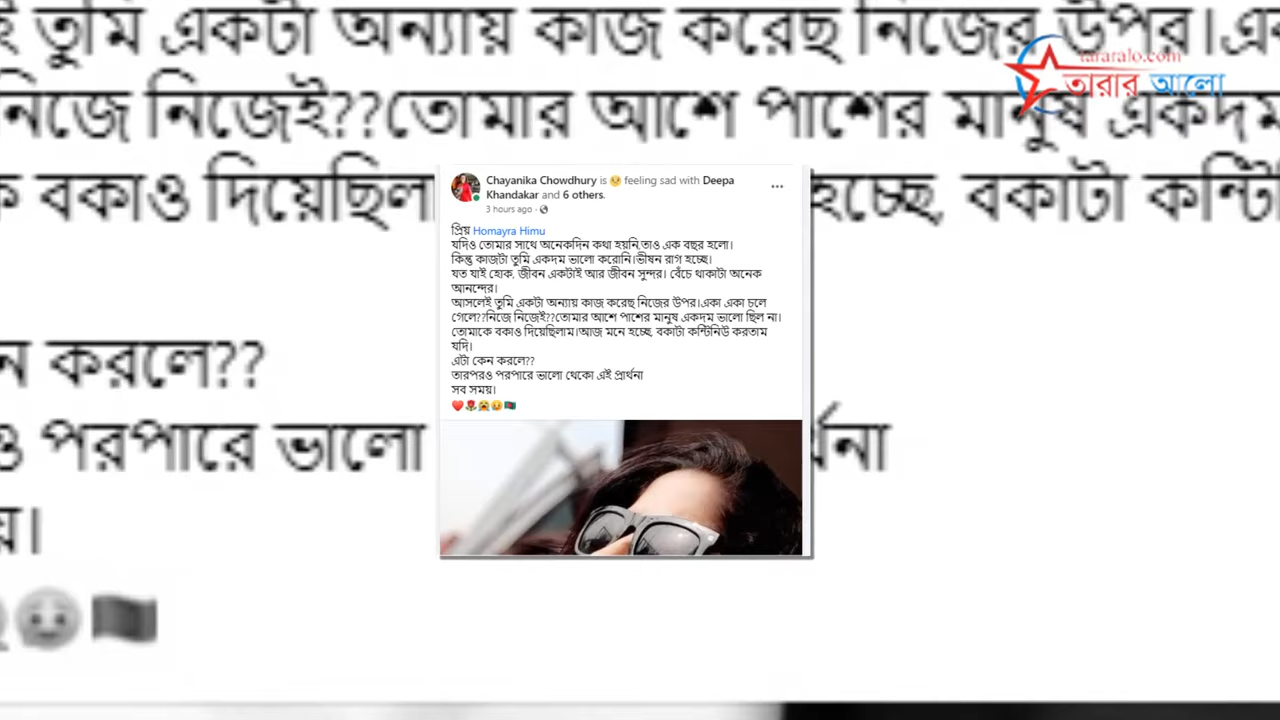 ই তুমি একটা অন্যায় কাজ করেছ নিজের উপর।একা
tararalo.com
তারার আলো
নিজে নিজেই??তোমার আশে পাশের মানুষ একদম
ক বকাও দিয়েছিলা
হচ্ছে, বকাটা কন্টি
Chayanika Chowdhury is feeling sad with Deepa
Khandakar and 6 others.
3 hours ago
প্রিয় Homayra Himu
যদিও তোমার সাথে অনেকদিন কথা হয়নি,তাও এক বছর হলো।
কিন্তু কাজটা তুমি একদম ভালো করোনি।ভীষন রাগ হচ্ছে।
যত যাই হোক, জীবন একটাই আর জীবন সুন্দর। বেঁচে থাকাটা অনেক
আনন্দের।
আসলেই তুমি একটা অন্যায় কাজ করেছ নিজের উপর।একা একা চলে
গেলে??নিজে নিজেই??তোমার আশে পাশের মানুষ একদম ভালো ছিল না।
তোমাকে বকাও দিয়েছিলাম।আজ মনে হচ্ছে, বকাটা কন্টিনিউ করতাম
যদি।
এটা কেন করলে??
তারপরও পরপারে ভালো থেকো এই প্রার্থনা
সব সময়।
❤️🌹😭😢🇧🇩
ন করলে??
ও পরপারে ভালো
র্থনা
য়।